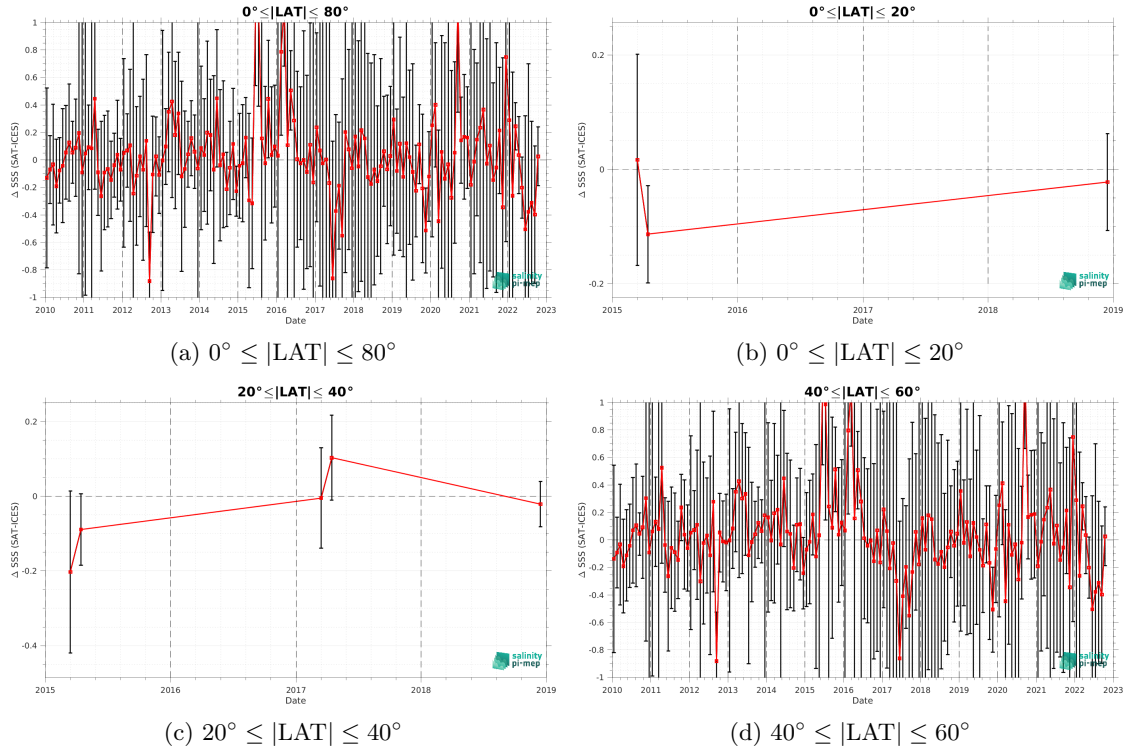 0°≤|LAT|≤ 80°
Δ SSS (SAT-ICES)
1
0.8
0.6
0.4
0.2
0
-0.2
-0.4
-0.6
-0.8
-1
2010 2011 2012 2013 2014 2015 2016 2017 2018 2019 2020 2021 2022 2023
Date
salinity
pi-mep
(a) 0° ≤ |LAT| ≤ 80°
0°≤|LAT|≤ 20°
Δ SSS (SAT-ICES)
0.2
0
-0.2
2015 2016 2017 2018 2019
Date
salinity
pi-mep
(b) 0° ≤ |LAT| ≤ 20°
20°≤|LAT|≤ 40°
Δ SSS (SAT-ICES)
0.2
0
-0.2
-0.4
2015 2016 2017 2018 2019
Date
salinity
pi-mep
(c) 20° ≤ |LAT| ≤ 40°
40°≤|LAT|≤ 60°
Δ SSS (SAT-ICES)
1
0.8
0.6
0.4
0.2
0
-0.2
-0.4
-0.6
-0.8
-1
2010 2011 2012 2013 2014 2015 2016 2017 2018 2019 2020 2021 2022 2023
Date
salinity
pi-mep
(d) 40° ≤ |LAT| ≤ 60°